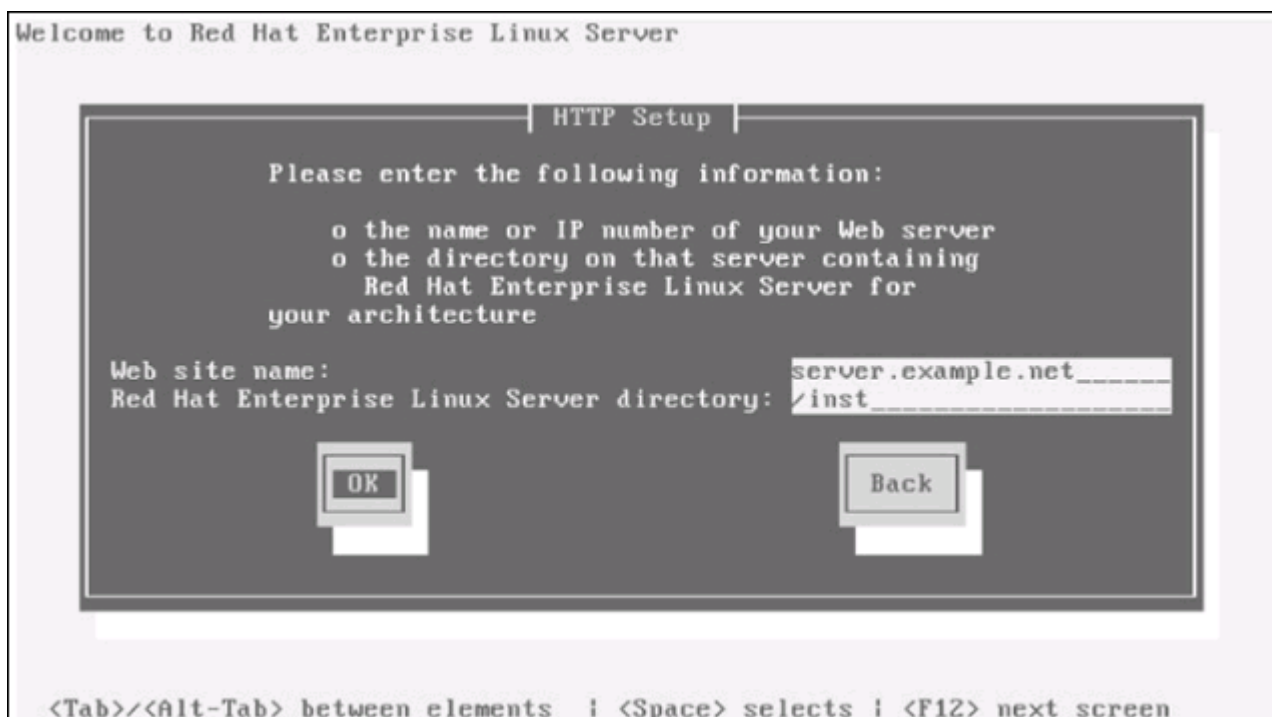 Welcome to Red Hat Enterprise Linux Server
HTTP Setup
Please enter the following information:
o the name or IP number of your Web server
o the directory on that server containing
Red Hat Enterprise Linux Server for
your architecture
Web site name: server.example.net______
Red Hat Enterprise Linux Server directory: /inst___________________
OK Back
<Tab>/<Alt-Tab> between elements | <Space> selects | <F12> next screen